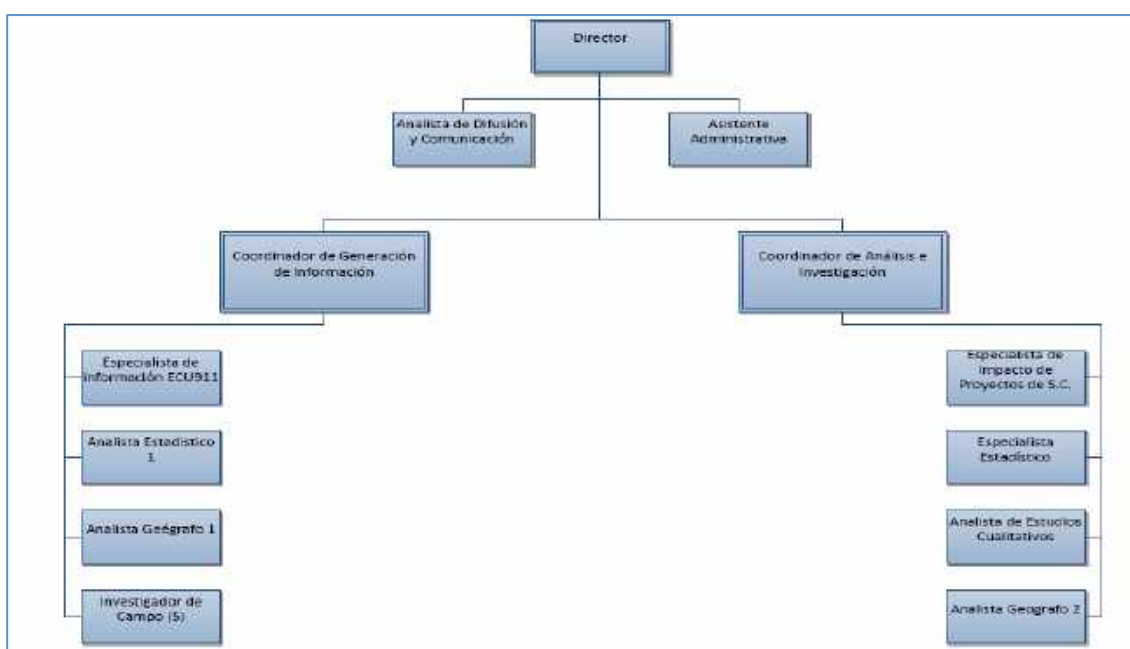 Director
Analista de Difusión
y Comunicación
Asistente
Administrativa
Coordinador de Generación
de Información
Coordinador de Análisis e
Investigación
Especialista de
Información ECU911
Analista Estadístico
1
Analista Geógrafo 1
Investigador de
Campo (5)
Especialista de
Impacto de
Proyectos de S.C.
Especialista
Estadístico
Analista de Estudios
Cualitativos
Analista Geografo 2